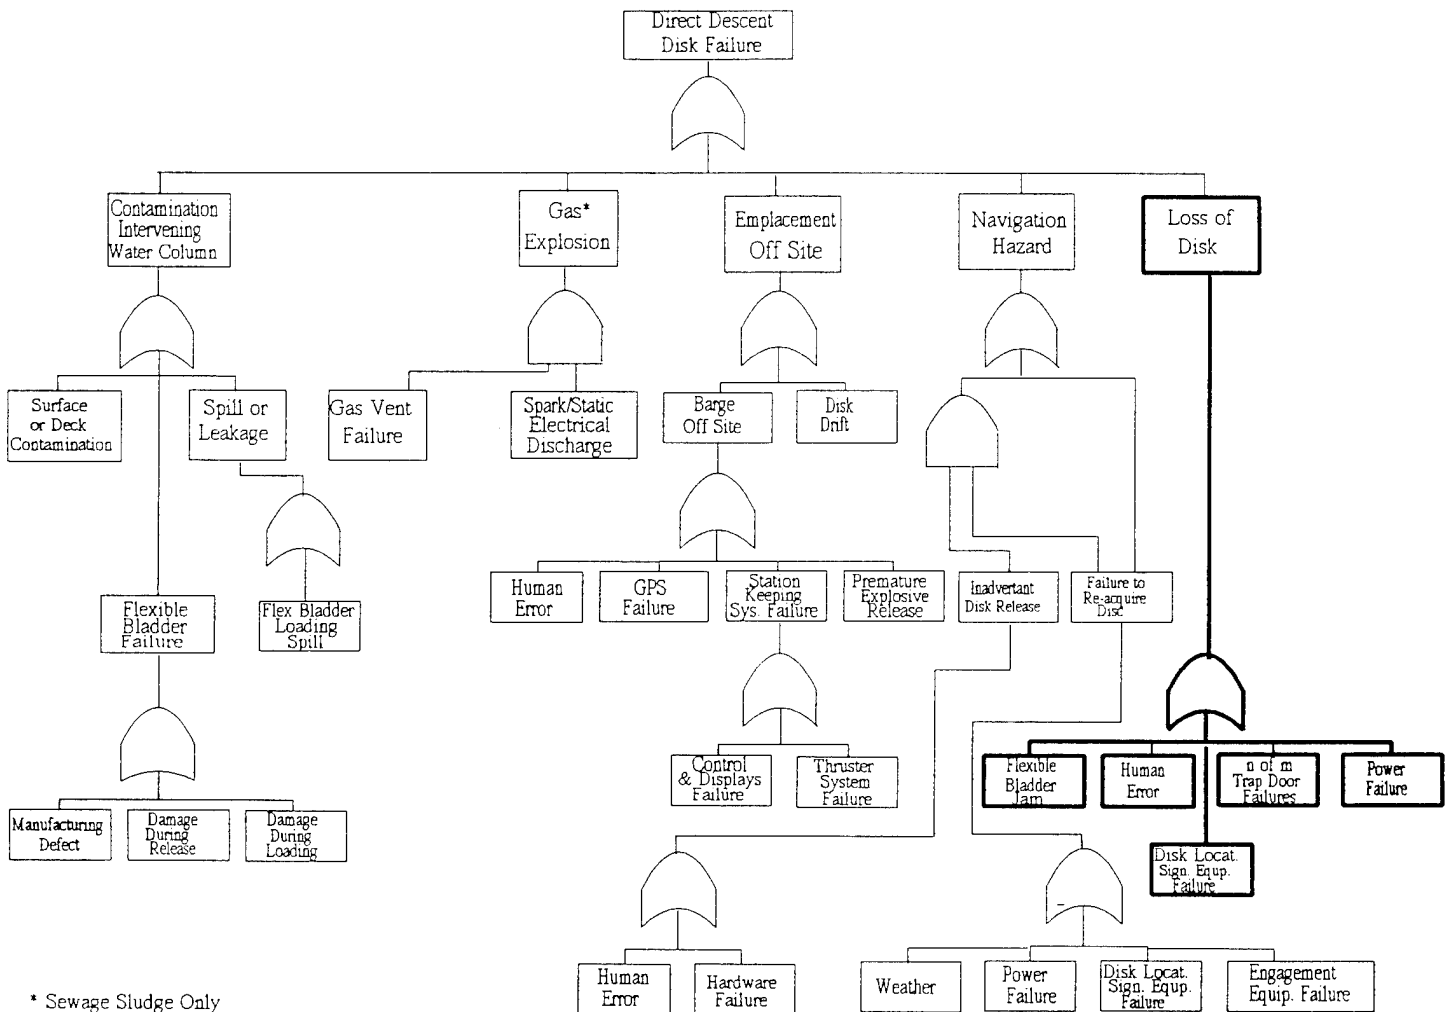 Direct Descent
Disk Failure
Contamination
Intervening
Water Column
Gas*
Explosion
Emplacement
Off Site
Navigation
Hazard
Loss of
Disk
Surface
or Deck
Contamination
Spill or
Leakage
Gas Vent
Failure
Spark/Static
Electrical
Discharge
Barge
Off Site
Disk
Drift
Flexible
Bladder
Failure
Flex Bladder
Loading
Spill
Human
Error
GPS
Failure
Station
Keeping
Sys. Failure
Premature
Explosive
Release
Inadvertant
Disk Release
Failure to
Re-acquire
Disc
Control
& Displays
Failure
Thruster
System
Failure
Flexible
Bladder
Jam
Human
Error
n of m
Trap Door
Failures
Power
Failure
Manufacturing
Defect
Damage
During
Release
Damage
During
Loading
Disk Locat.
Sign. Equp.
Failure
Human
Error
Hardware
Failure
Weather
Power
Failure
Disk Locat.
Sign. Equp.
Failure
Engagement
Equip. Failure
* Sewage Sludge Only